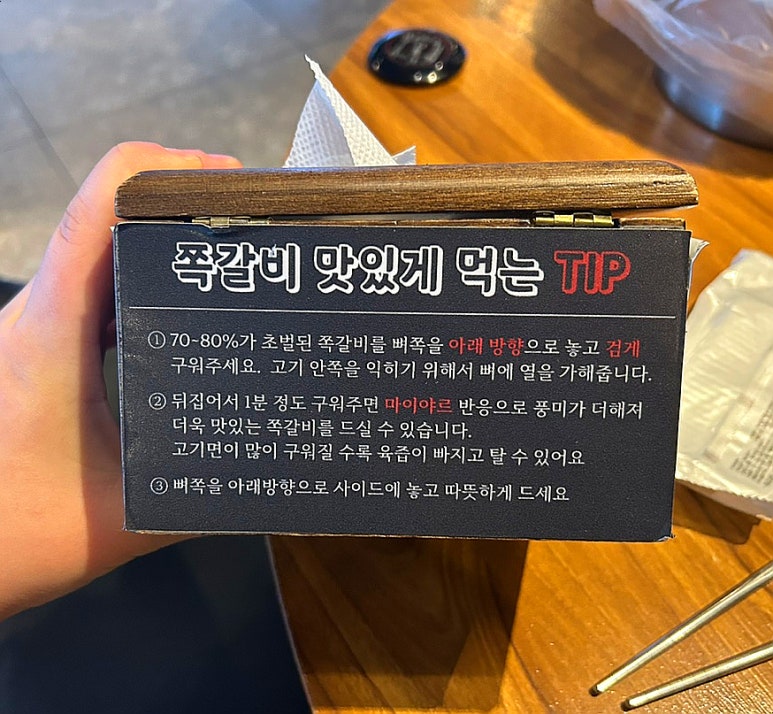 쪽갈비 맛있게 먹는 TIP
① 70~80%가 초벌된 쪽갈비를 뼈쪽을 아래 방향으로 놓고 검게
구워주세요. 고기 안쪽을 익히기 위해서 뼈에 열을 가해줍니다.
② 뒤집어서 1분 정도 구워주면 마이야르 반응으로 풍미가 더해져
더욱 맛있는 쪽갈비를 드실 수 있습니다.
고기면이 많이 구워질 수록 육즙이 빠지고 탈 수 있어요
③ 뼈쪽을 아래방향으로 사이드에 놓고 따뜻하게 드세요